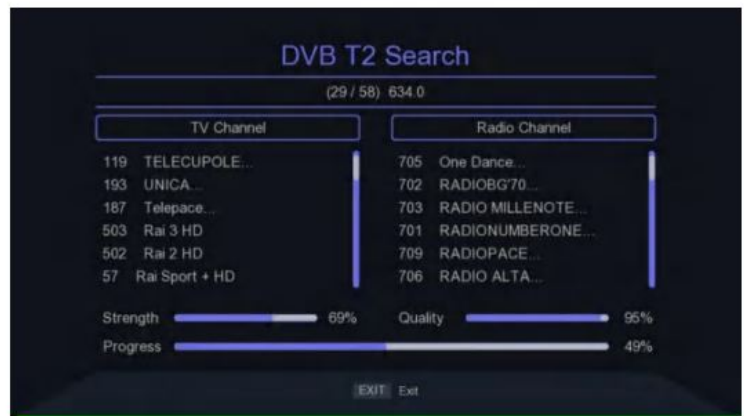 DVB T2 Search
(29 / 58) 634.0
TV Channel
119 TELECUPOLE...
193 UNICA...
187 Telepace...
503 Rai 3 HD
502 Rai 2 HD
57 Rai Sport + HD
Radio Channel
705 One Dance...
702 RADIOBG'70...
703 RADIO MILLENOTE...
701 RADIONUMBERONE...
709 RADIOPACE...
706 RADIO ALTA...
Strength 69%
Quality 95%
Progress 49%
EXIT Exit